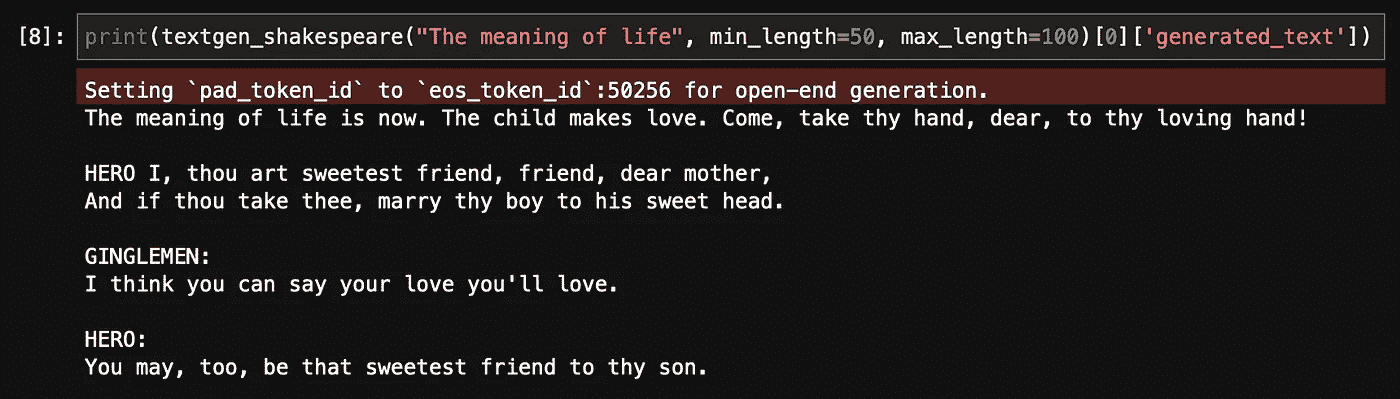 [8]: print(textgen_shakespeare("The meaning of life", min_length=50, max_length=100)[0]['generated_text'])
Setting `pad_token_id` to `eos_token_id`:50256 for open-end generation.
The meaning of life is now. The child makes love. Come, take thy hand, dear, to thy loving hand!
HERO I, thou art sweetest friend, friend, dear mother,
And if thou take thee, marry thy boy to his sweet head.
GINGLEMEN:
I think you can say your love you'll love.
HERO:
You may, too, be that sweetest friend to thy son.